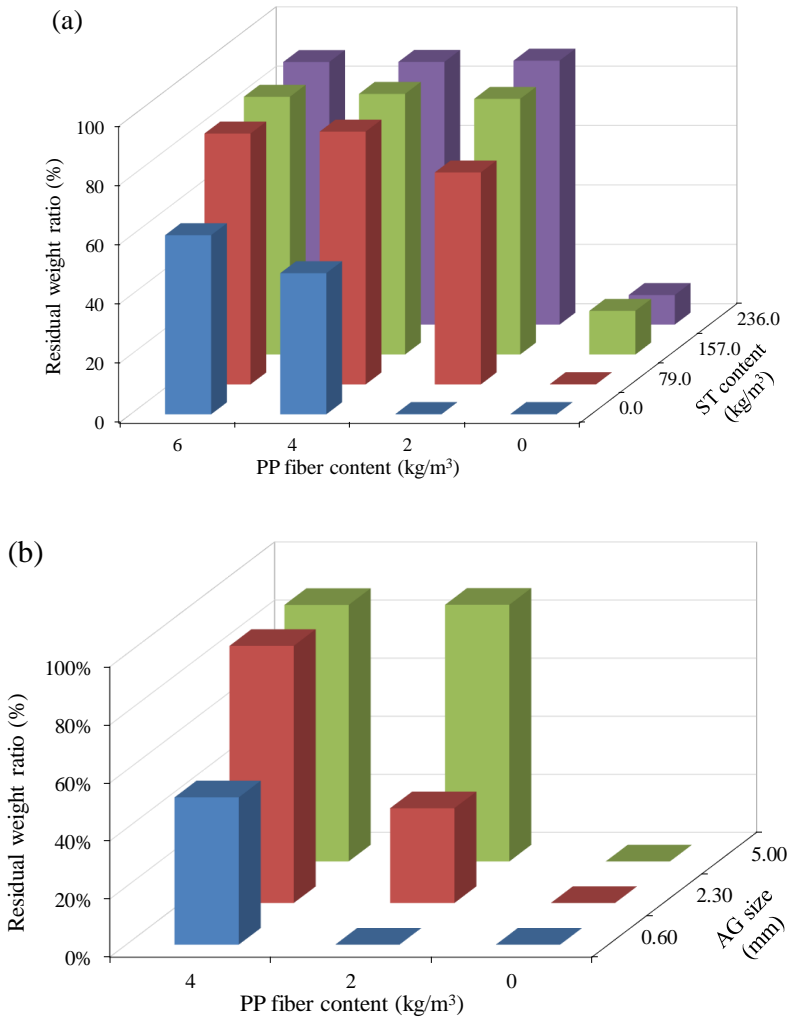 (a)
Residual weight ratio (%)
100
80
60
40
20
0
6 4 2 0
PP fiber content (kg/m³)
0.0
79.0
157.0
236.0
ST content
(kg/m³)
(b)
Residual weight ratio (%)
100%
80%
60%
40%
20%
0%
4 2 0
PP fiber content (kg/m³)
0.60
2.30
5.00
AG size
(mm)